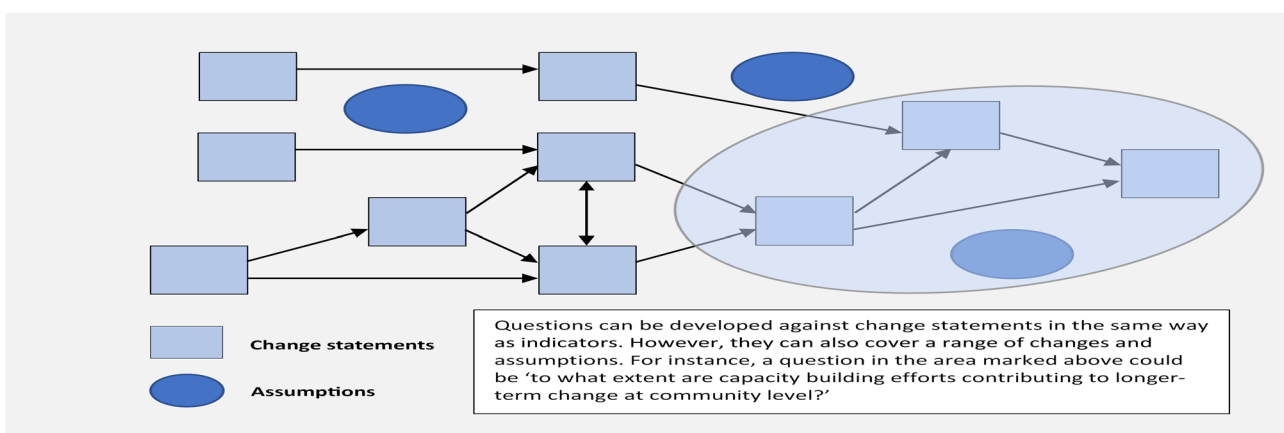 Questions can be developed against change statements in the same way
as indicators. However, they can also cover a range of changes and
assumptions. For instance, a question in the area marked above could
be ‘to what extent are capacity building efforts contributing to longer-
term change at community level?’
Change statements
Assumptions